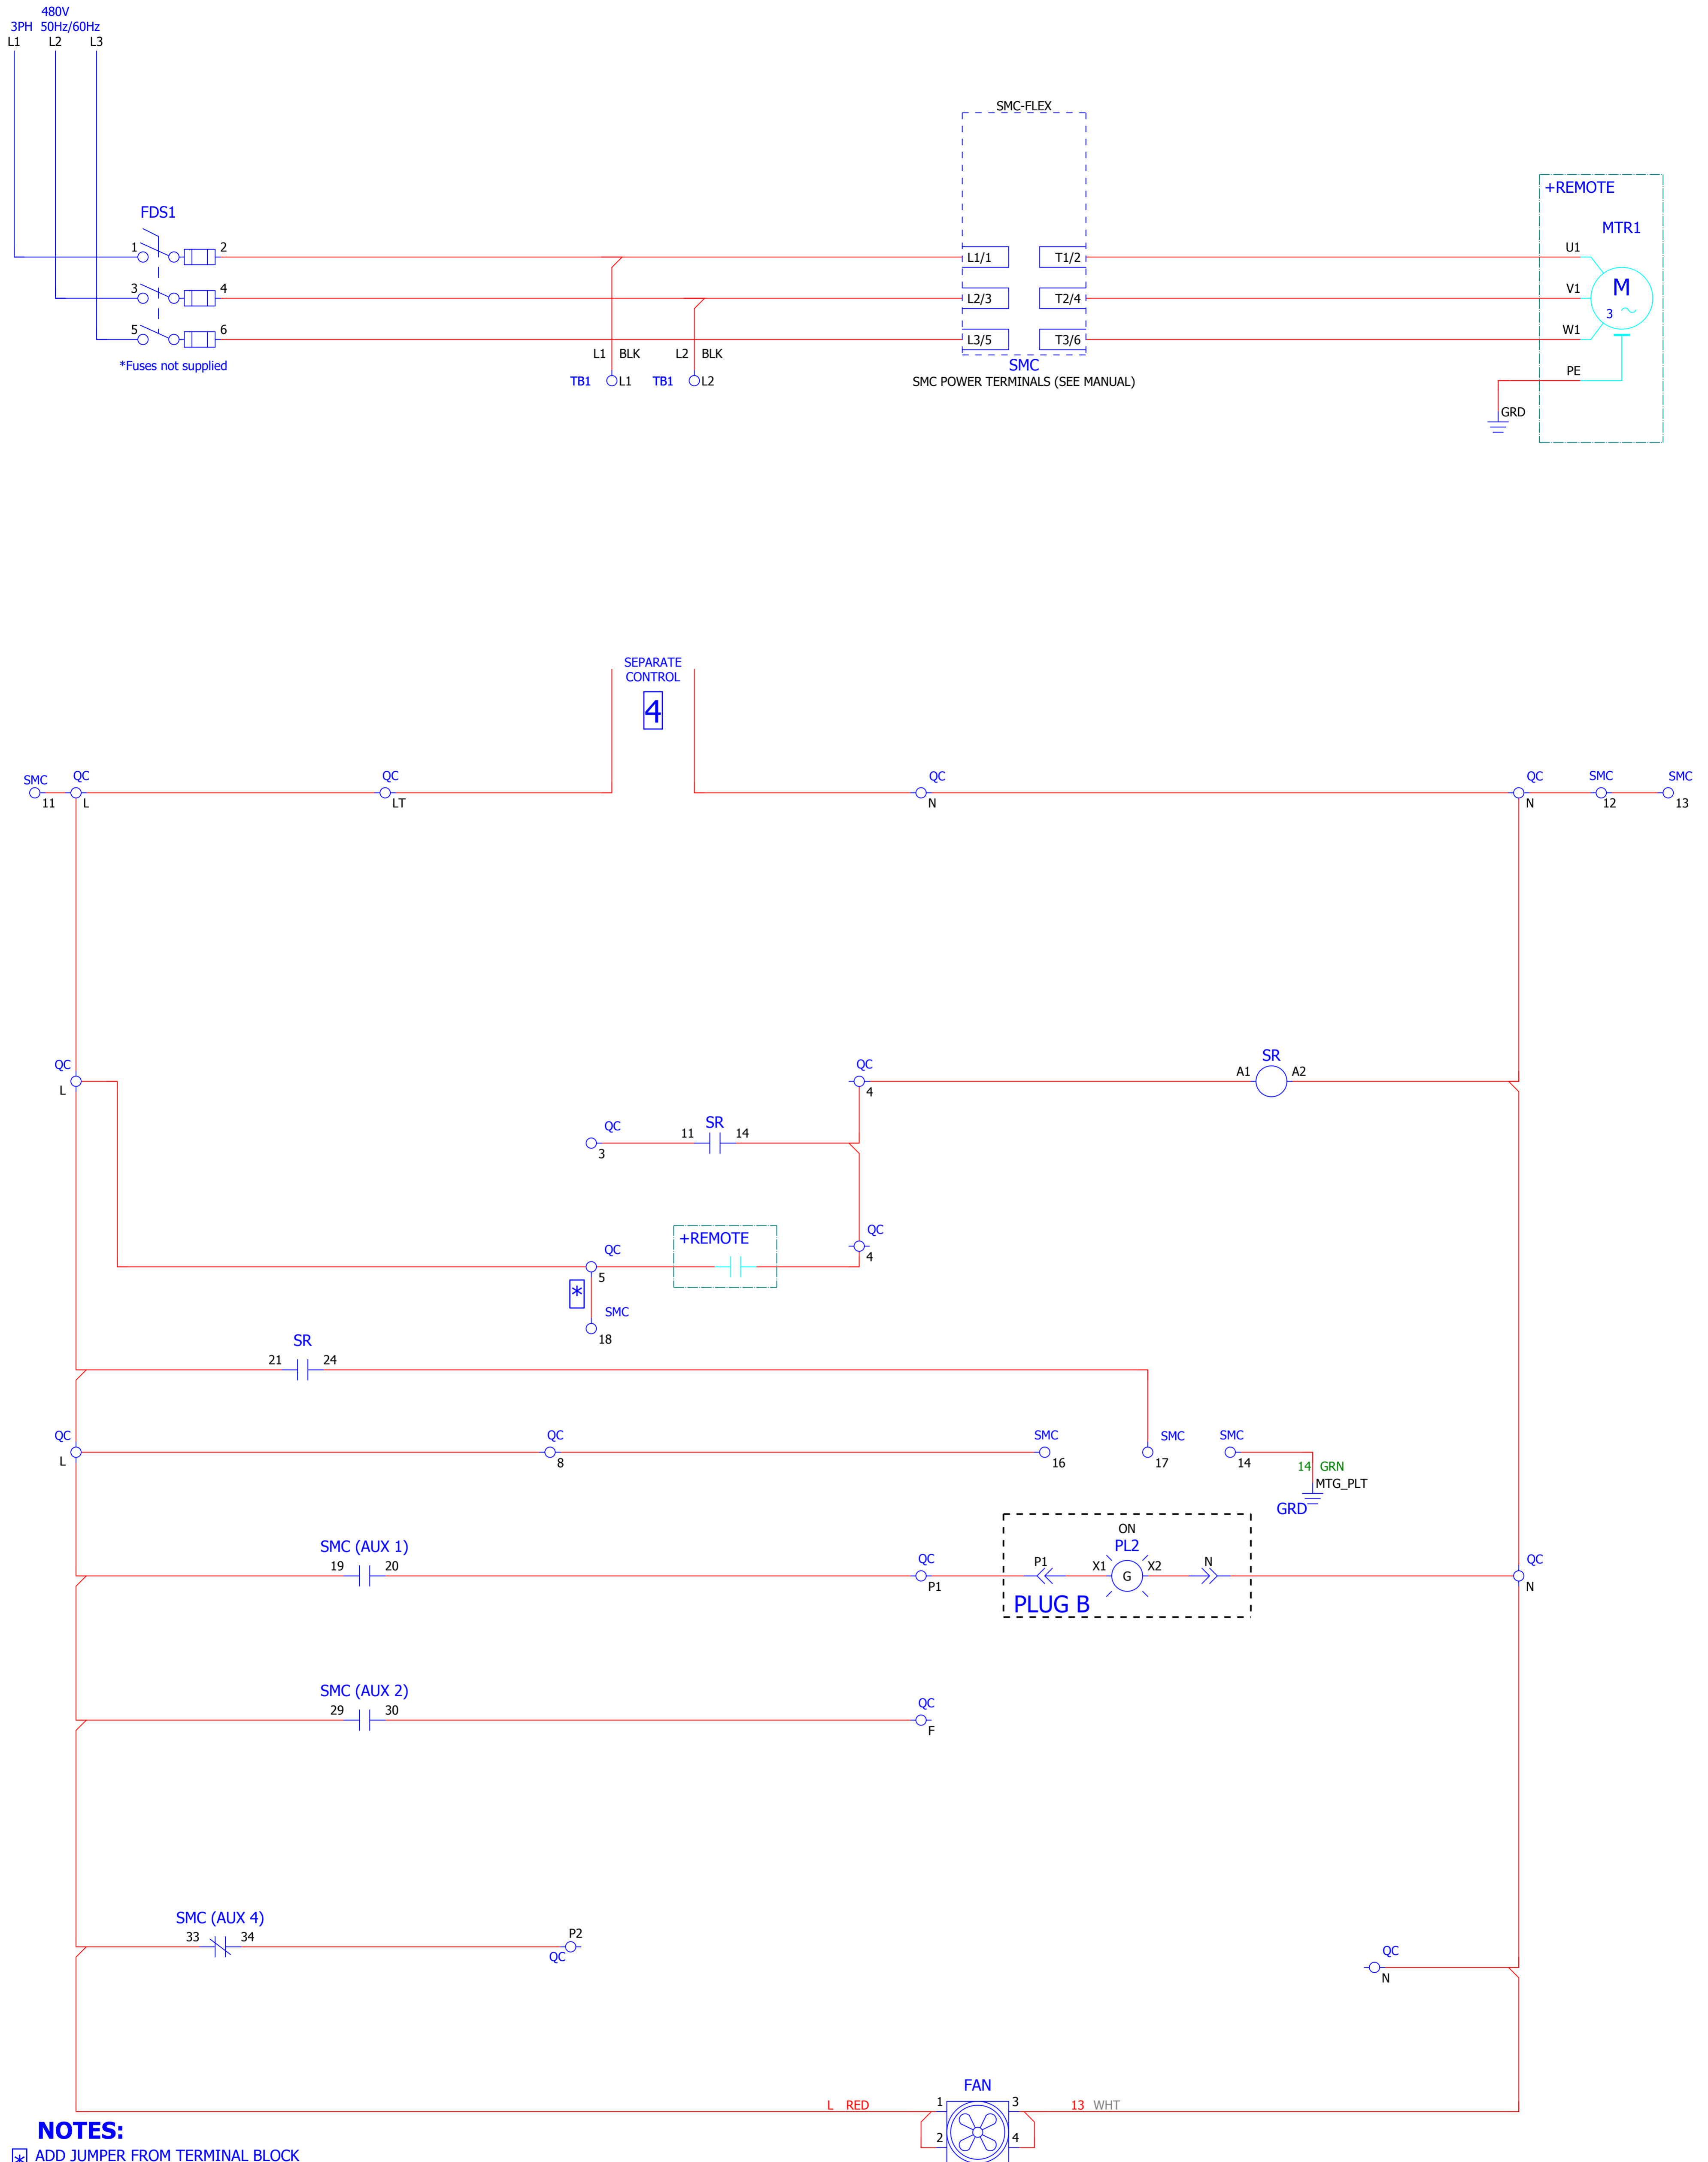 480V
3PH 50Hz/60Hz
L1 L2 L3
SMC-FLEX
+REMOTE
FDS1
MTR1
1 2
L1/1 T1/2
U1
3 4
L2/3 T2/4
V1
M
3
5 6
L3/5 T3/6
W1
*Fuses not supplied
L1 BLK L2 BLK
SMC
PE
TB1 L1 TB1 L2
SMC POWER TERMINALS (SEE MANUAL)
GRD
SEPARATE
CONTROL
4
SMC QC QC QC QC SMC SMC
11 L LT N N 12 13
QC QC SR
A1 A2
L 4
QC SR
11 14
3
+REMOTE
QC
QC
4
5
*
SMC
18
SR
21 24
QC QC SMC SMC SMC
L 8 16 17 14
14 GRN
MTG_PLT
GRD
ON
SMC (AUX 1)
PL2
19 20
QC
P1 X1 X2 N
QC
G
P1
N
PLUG B
SMC (AUX 2)
29 30
QC
F
SMC (AUX 4)
33 34
P2
QC
QC
N
FAN
L RED 1 3 13 WHT
2 4
NOTES:
* ADD JUMPER FROM TERMINAL BLOCK